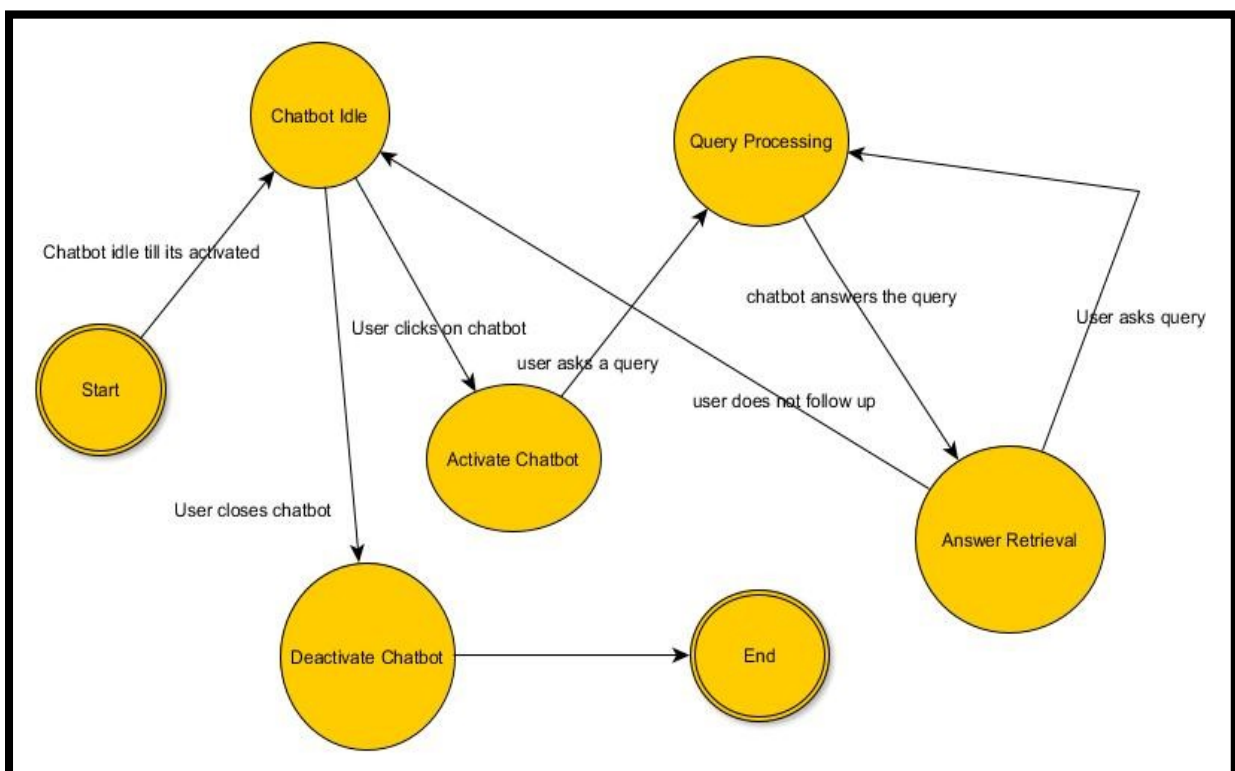 Chatbot Idle
Query Processing
Chatbot idle till its activated
chatbot answers the query
User asks query
User clicks on chatbot
user asks a query
Start
user does not follow up
Activate Chatbot
User closes chatbot
Answer Retrieval
Deactivate Chatbot
End